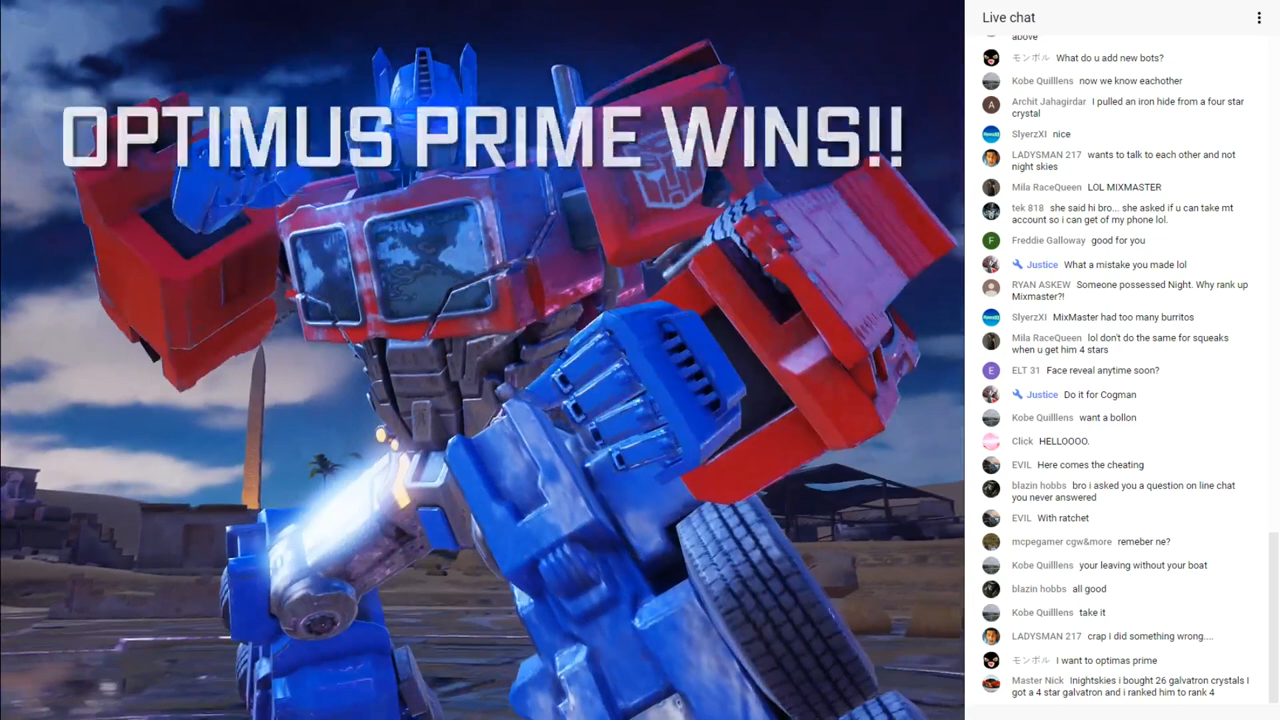 OPTIMUS PRIME WINS!!
Live chat
above
モンボル What do u add new bots?
Kobe Quilllens now we know eachother
Archit Jahagirdar I pulled an iron hide from a four star
crystal
SlyerzXI nice
LADYSMAN 217 wants to talk to each other and not
night skies
Mila RaceQueen LOL MIXMASTER
tek 818 she said hi bro... she asked if u can take mt
account so i can get of my phone lol.
Freddie Galloway good for you
Justice What a mistake you made lol
RYAN ASKEW Someone possessed Night. Why rank up
Mixmaster?!
SlyerzXI MixMaster had too many burritos
Mila RaceQueen lol don't do the same for squeaks
when u get him 4 stars
ELT 31 Face reveal anytime soon?
Justice Do it for Cogman
Kobe Quilllens want a bollon
Click HELLOOOO.
EVIL Here comes the cheating
blazin hobbs bro i asked you a question on line chat
you never answered
EVIL With ratchet
mcpegamer cgw&more remeber ne?
Kobe Quilllens your leaving without your boat
blazin hobbs all good
Kobe Quilllens take it
LADYSMAN 217 crap I did something wrong....
モンボル I want to optimas prime
Master Nick Inightskies i bought 26 galvatron crystals I
got a 4 star galvatron and i ranked him to rank 4